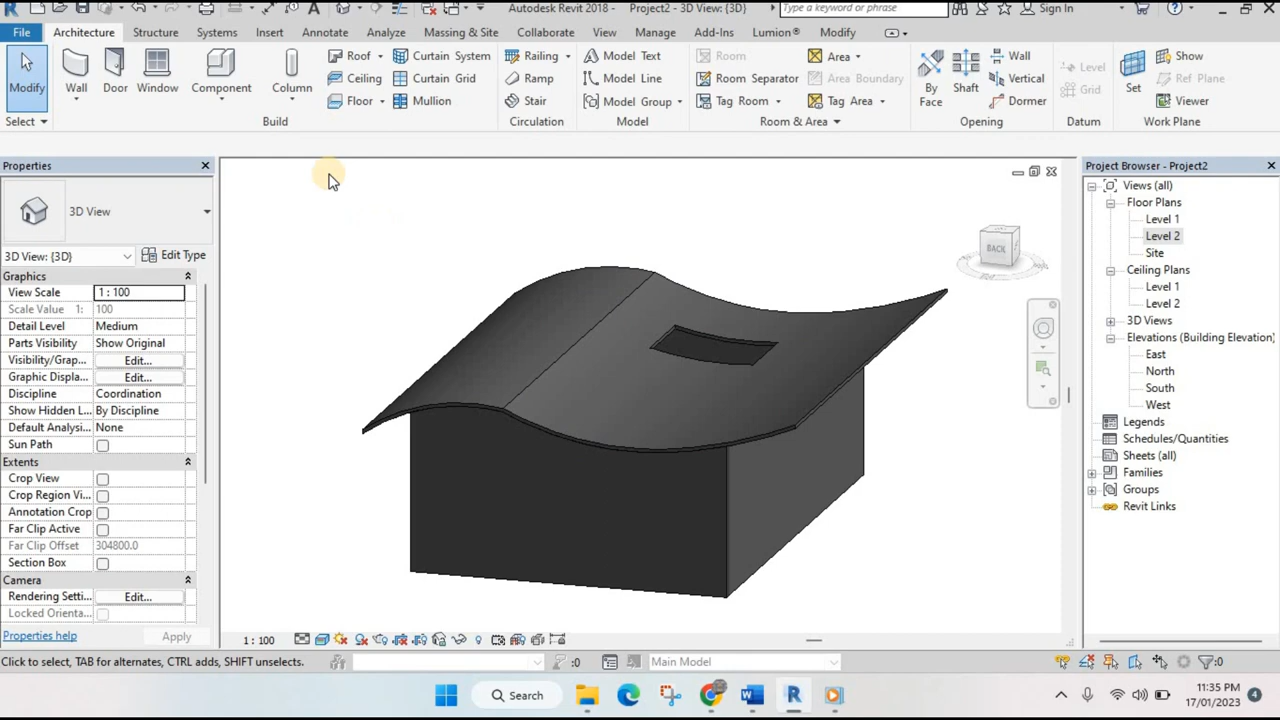 Autodesk Revit 2018 - Project2 - 3D View: {3D}
Type a keyword or phrase
Sign In
File Architecture Structure Systems Insert Annotate Analyze Massing & Site Collaborate View Manage Add-Ins Lumion® Modify
Modify
Wall
Door
Window
Component
Column
Roof
Ceiling
Floor
Curtain System
Curtain Grid
Mullion
Railing
Ramp
Stair
Model Text
Model Line
Model Group
Room
Room Separator
Tag Room
Area
Area Boundary
Tag Area
By
Face
Shaft
Wall
Vertical
Dormer
Level
Grid
Set
Show
Ref Plane
Viewer
Select
Build
Circulation
Model
Room & Area
Opening
Datum
Work Plane
Properties
3D View
3D View: {3D}
Edit Type
Graphics
View Scale 1 : 100
Scale Value 1: 100
Detail Level Medium
Parts Visibility Show Original
Visibility/Grap... Edit...
Graphic Displa... Edit...
Discipline Coordination
Show Hidden L... By Discipline
Default Analysi... None
Sun Path
Extents
Crop View
Crop Region Vi...
Annotation Crop
Far Clip Active
Far Clip Offset 304800.0
Section Box
Camera
Rendering Setti... Edit...
Locked Orienta...
Properties help
Apply
BACK
1 : 100
Project Browser - Project2
Views (all)
Floor Plans
Level 1
Level 2
Site
Ceiling Plans
Level 1
Level 2
3D Views
Elevations (Building Elevation)
East
North
South
West
Legends
Schedules/Quantities
Sheets (all)
Families
Groups
Revit Links
Click to select, TAB for alternates, CTRL adds, SHIFT unselects.
:0
Main Model
:0
Search
11:35 PM
17/01/2023
4